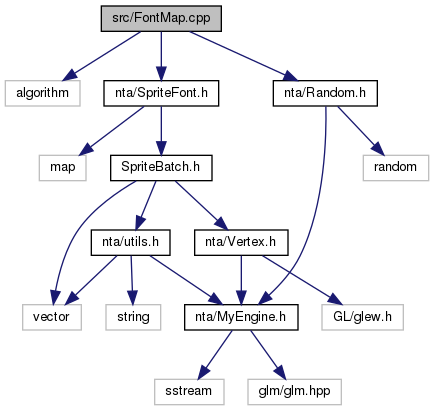 src/FontMap.cpp
algorithm
nta/SpriteFont.h
nta/Random.h
map
SpriteBatch.h
random
nta/utils.h
nta/Vertex.h
vector
string
nta/MyEngine.h
GL/glew.h
sstream
glm/glm.hpp